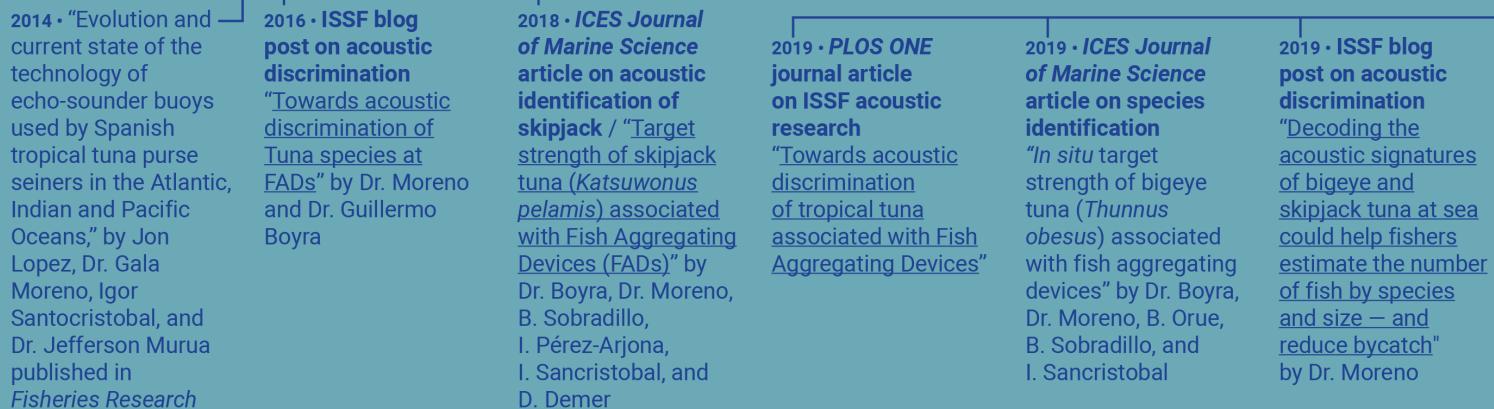 2014 • “Evolution and
current state of the
technology of
echo-sounder buoys
used by Spanish
tropical tuna purse
seiners in the Atlantic,
Indian and Pacific
Oceans,” by Jon
Lopez, Dr. Gala
Moreno, Igor
Santocristobal, and
Dr. Jefferson Murua
published in
Fisheries Research
2016 • ISSF blog
post on acoustic
discrimination
“Towards acoustic
discrimination of
Tuna species at
FADs” by Dr. Moreno
and Dr. Guillermo
Boyra
2018 • ICES Journal
of Marine Science
article on acoustic
identification of
skipjack / “Target
strength of skipjack
tuna (Katsuwonus
pelamis) associated
with Fish Aggregating
Devices (FADs)” by
Dr. Boyra, Dr. Moreno,
B. Sobradillo,
I. Pérez-Arjona,
I. Sancristobal, and
D. Demer
2019 • PLOS ONE
journal article
on ISSF acoustic
research
“Towards acoustic
discrimination
of tropical tuna
associated with Fish
Aggregating Devices”
2019 • ICES Journal
of Marine Science
article on species
identification
“In situ target
strength of bigeye
tuna (Thunnus
obesus) associated
with fish aggregating
devices” by Dr. Boyra,
Dr. Moreno, B. Orue,
B. Sobradillo, and
I. Sancristobal
2019 • ISSF blog
post on acoustic
discrimination
“Decoding the
acoustic signatures
of bigeye and
skipjack tuna at sea
could help fishers
estimate the number
of fish by species
and size — and
reduce bycatch"
by Dr. Moreno